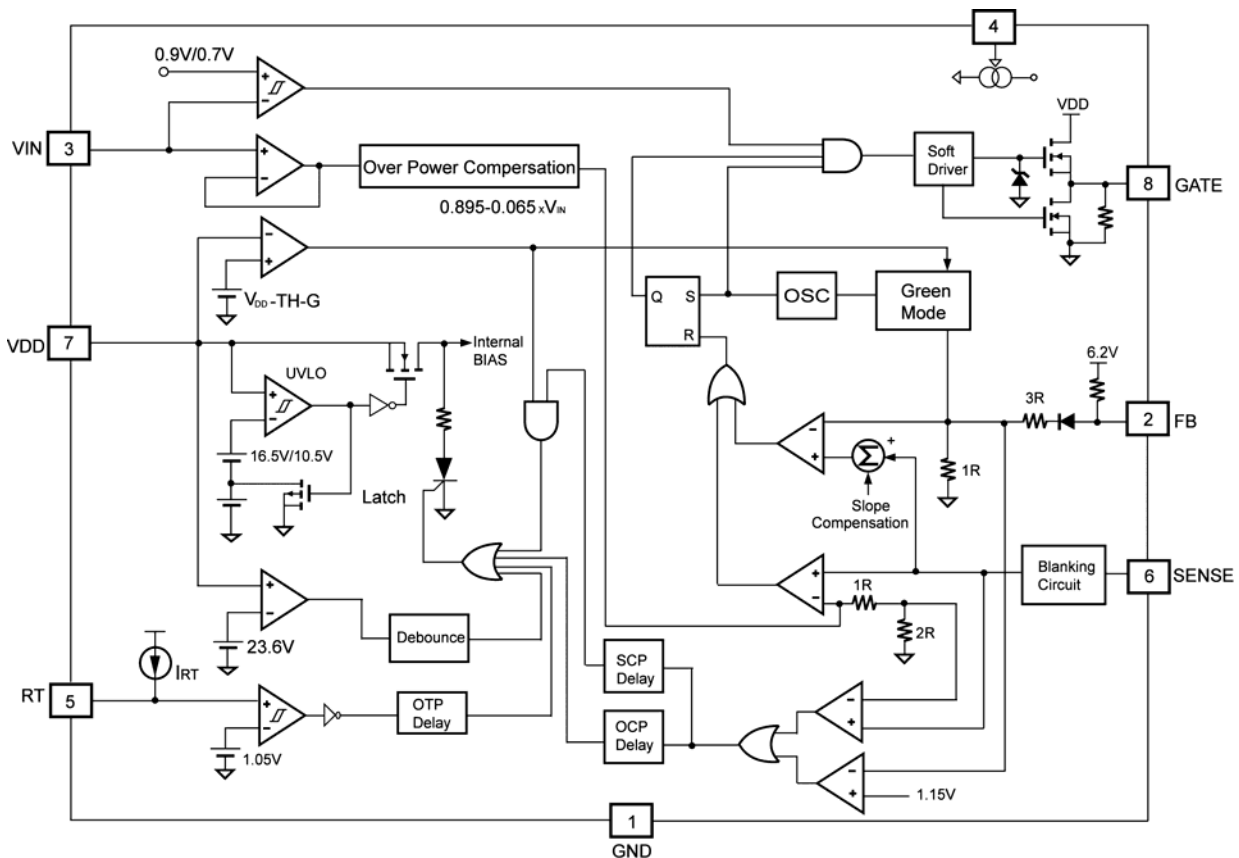 4
0.9V/0.7V
VDD
VIN
3
Over Power Compensation
0.895-0.065 xVIN
Soft
Driver
8
GATE
VDD-TH-G
Q
S
R
OSC
Green
Mode
VDD
7
Internal
BIAS
UVLO
6.2V
3R
2
FB
16.5V/10.5V
1R
Latch
+
Σ
Slope
Compensation
Blanking
Circuit
6
SENSE
1R
2R
Debounce
23.6V
SCP
Delay
IRT
RT
5
OTP
Delay
OCP
Delay
1.05V
1.15V
1
GND